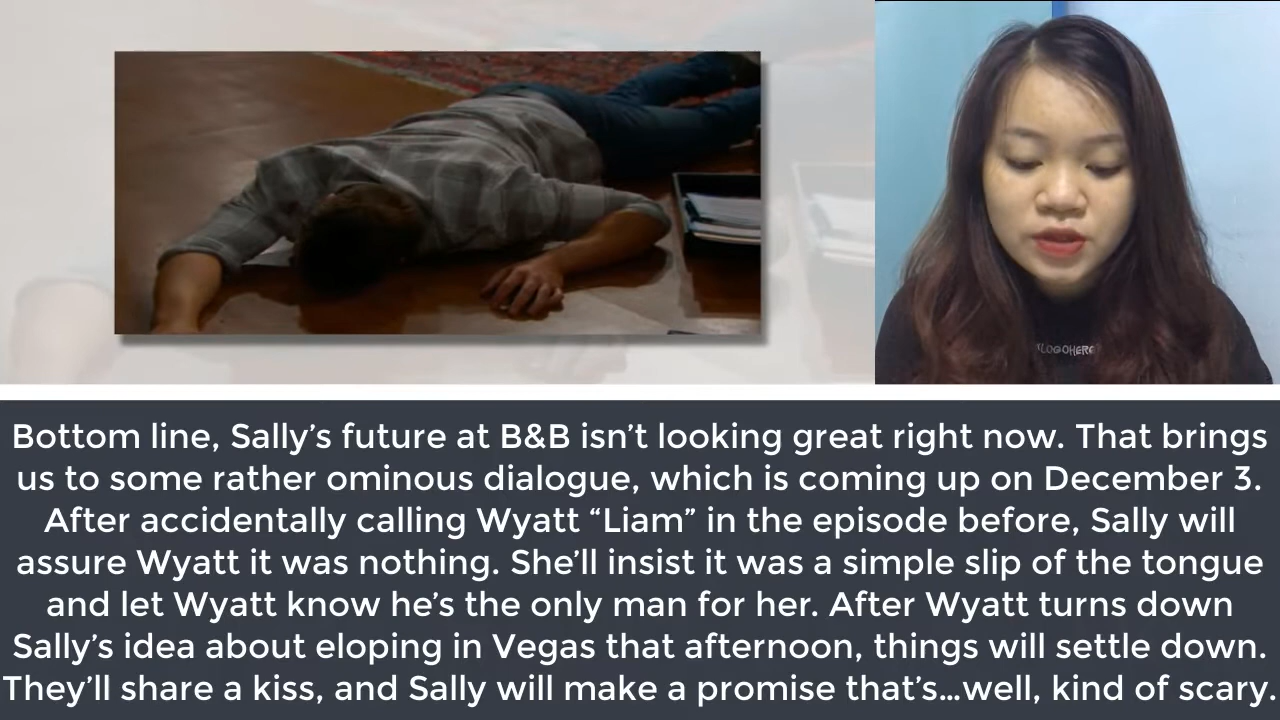 LOGOHERE
Bottom line, Sally’s future at B&B isn’t looking great right now. That brings
us to some rather ominous dialogue, which is coming up on December 3.
After accidentally calling Wyatt “Liam” in the episode before, Sally will
assure Wyatt it was nothing. She’ll insist it was a simple slip of the tongue
and let Wyatt know he’s the only man for her. After Wyatt turns down
Sally’s idea about eloping in Vegas that afternoon, things will settle down.
They’ll share a kiss, and Sally will make a promise that’s...well, kind of scary.